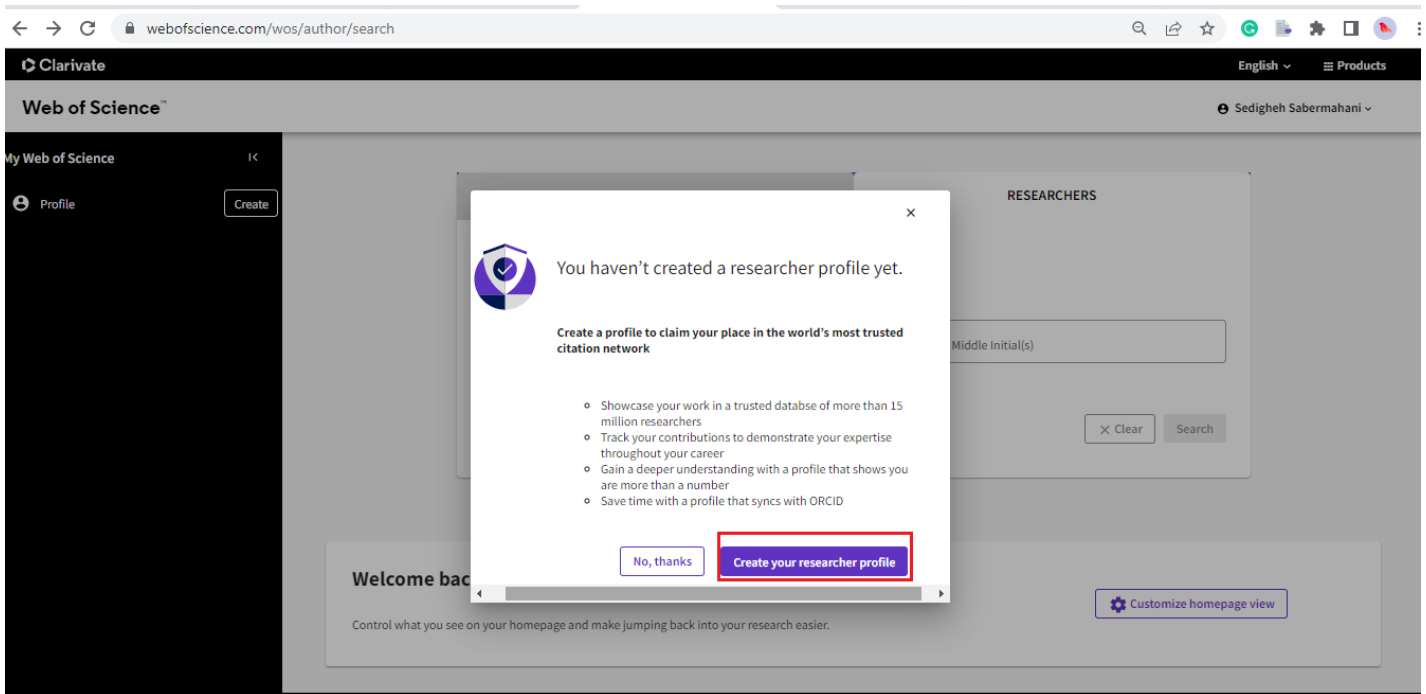 webofscience.com/wos/author/search
Clarivate
English
Products
Web of Science™
Sedigheh Sabermahani
My Web of Science
Profile
Create
RESEARCHERS
You haven't created a researcher profile yet.
Create a profile to claim your place in the world's most trusted
citation network
Middle Initial(s)
Showcase your work in a trusted databse of more than 15
million researchers
Track your contributions to demonstrate your expertise
throughout your career
Gain a deeper understanding with a profile that shows you
are more than a number
Save time with a profile that syncs with ORCID
Clear
Search
No, thanks
Create your researcher profile
Welcome bac
Customize homepage view
Control what you see on your homepage and make jumping back into your research easier.